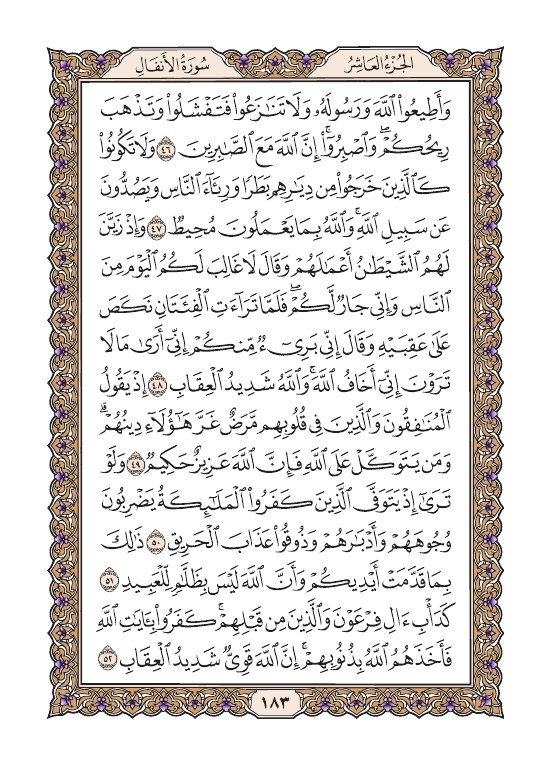 الجُزْءُ العَاشِرُ
سُورَةُ الأَنفَالِ
وَأَطِيعُوا۟ ٱللَّهَ وَرَسُولَهُۥ وَلَا تَنَٰزَعُوا۟ فَتَفْشَلُوا۟ وَتَذْهَبَ
رِيحُكُمْ ۖ وَٱصْبِرُوٓا۟ ۚ إِنَّ ٱللَّهَ مَعَ ٱلصَّٰبِرِينَ ٤٦ وَلَا تَكُونُوا۟
كَٱلَّذِينَ خَرَجُوا۟ مِن دِيَٰرِهِم بَطَرًا وَرِئَآءَ ٱلنَّاسِ وَيَصُدُّونَ
عَن سَبِيلِ ٱللَّهِ ۚ وَٱللَّهُ بِمَا يَعْمَلُونَ مُحِيطٌ ٤٧ وَإِذْ زَيَّنَ
لَهُمُ ٱلشَّيْطَٰنُ أَعْمَٰلَهُمْ وَقَالَ لَا غَالِبَ لَكُمُ ٱلْيَوْمَ مِنَ
ٱلنَّاسِ وَإِنِّى جَارٌ لَّكُمْ ۖ فَلَمَّا تَرَآءَتِ ٱلْفِئَتَانِ نَكَصَ
عَلَىٰ عَقِبَيْهِ وَقَالَ إِنِّى بَرِىٓءٌ مِّنكُمْ إِنِّىٓ أَرَىٰ مَا لَا
تَرَوْنَ إِنِّىٓ أَخَافُ ٱللَّهَ ۚ وَٱللَّهُ شَدِيدُ ٱلْعِقَابِ ٤٨ إِذْ يَقُولُ
ٱلْمُنَٰفِقُونَ وَٱلَّذِينَ فِى قُلُوبِهِم مَّرَضٌ غَرَّ هَٰٓؤُلَآءِ دِينُهُمْ ۗ
وَمَن يَتَوَكَّلْ عَلَى ٱللَّهِ فَإِنَّ ٱللَّهَ عَزِيزٌ حَكِيمٌ ٤٩ وَلَوْ
تَرَىٰٓ إِذْ يَتَوَفَّى ٱلَّذِينَ كَفَرُوا۟ ٱلْمَلَٰٓئِكَةُ يَضْرِبُونَ
وُجُوهَهُمْ وَأَدْبَٰرَهُمْ وَذُوقُوا۟ عَذَابَ ٱلْحَرِيقِ ٥٠ ذَٰلِكَ
بِمَا قَدَّمَتْ أَيْدِيكُمْ وَأَنَّ ٱللَّهَ لَيْسَ بِظَلَّٰمٍ لِّلْعَبِيدِ ٥١
كَدَأْبِ ءَالِ فِرْعَوْنَ وَٱلَّذِينَ مِن قَبْلِهِمْ ۚ كَفَرُوا۟ بِـَٔايَٰتِ ٱللَّهِ
فَأَخَذَهُمُ ٱللَّهُ بِذُنُوبِهِمْ ۗ إِنَّ ٱللَّهَ قَوِىٌّ شَدِيدُ ٱلْعِقَابِ ٥٢
١٨٣